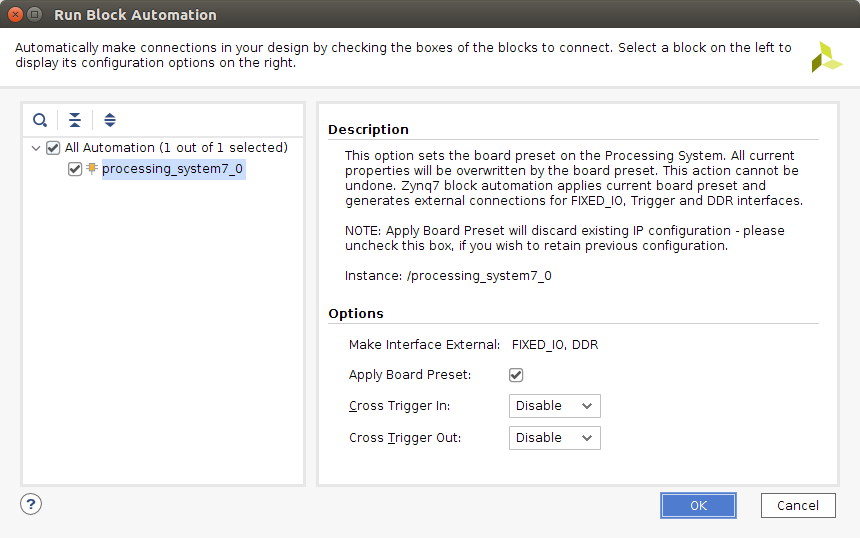 Run Block Automation
Automatically make connections in your design by checking the boxes of the blocks to connect. Select a block on the left to
display its configuration options on the right.
All Automation (1 out of 1 selected)
processing_system7_0
Description
This option sets the board preset on the Processing System. All current
properties will be overwritten by the board preset. This action cannot be
undone. Zynq7 block automation applies current board preset and
generates external connections for FIXED_IO, Trigger and DDR interfaces.
NOTE: Apply Board Preset will discard existing IP configuration - please
uncheck this box, if you wish to retain previous configuration.
Instance: /processing_system7_0
Options
Make Interface External: FIXED_IO, DDR
Apply Board Preset:
Cross Trigger In: Disable
Cross Trigger Out: Disable
?
OK
Cancel